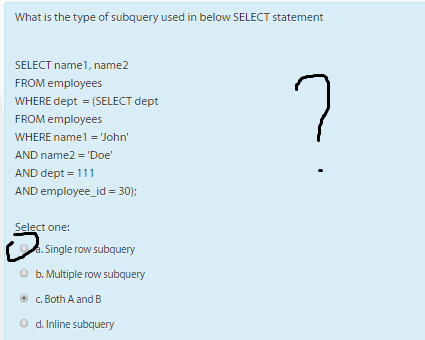 What is the type of subquery used in below SELECT statement
SELECT name1, name2
FROM employees
WHERE dept = (SELECT dept
FROM employees
WHERE name1 = 'John'
AND name2 = 'Doe'
AND dept = 111
AND employee_id = 30);
?
Select one:
a. Single row subquery
b. Multiple row subquery
c. Both A and B
d. Inline subquery